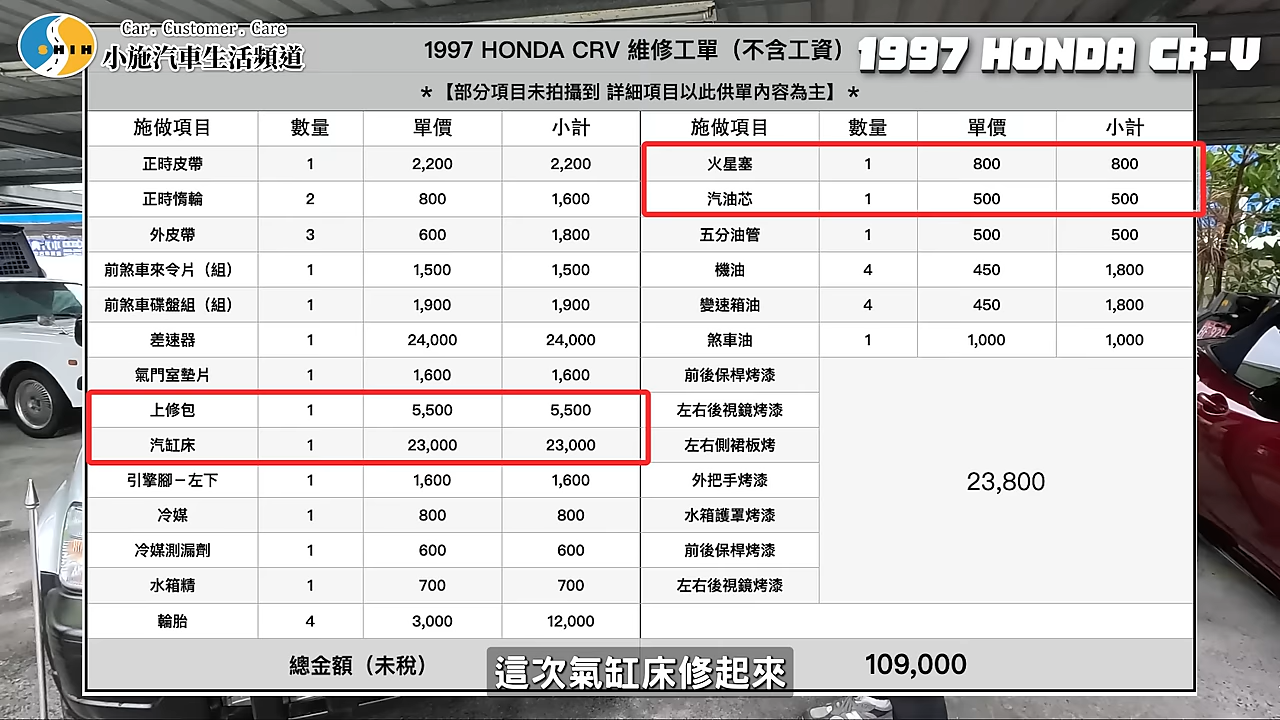 Car. Customer. Care
SHIH
小施汽車生活頻道
1997 HONDA CR-V
1997 HONDA CRV 維修工單（不含工資）
＊【部分項目未拍攝到 詳細項目以此供單內容為主】＊
施做項目 數量 單價 小計 施做項目 數量 單價 小計
正時皮帶 1 2,200 2,200 火星塞 1 800 800
正時惰輪 2 800 1,600 汽油芯 1 500 500
外皮帶 3 600 1,800 五分油管 1 500 500
前煞車來令片（組） 1 1,500 1,500 機油 4 450 1,800
前煞車碟盤組（組） 1 1,900 1,900 變速箱油 4 450 1,800
差速器 1 24,000 24,000 煞車油 1 1,000 1,000
氣門室墊片 1 1,600 1,600 前後保桿烤漆
上修包 1 5,500 5,500 左右後視鏡烤漆
汽缸床 1 23,000 23,000 左右側裙板烤
引擎腳－左下 1 1,600 1,600 外把手烤漆 23,800
冷媒 1 800 800 水箱護罩烤漆
冷媒測漏劑 1 600 600 前後保桿烤漆
水箱精 1 700 700 左右後視鏡烤漆
輪胎 4 3,000 12,000
總金額（未稅） 109,000
這次氣缸床修起來